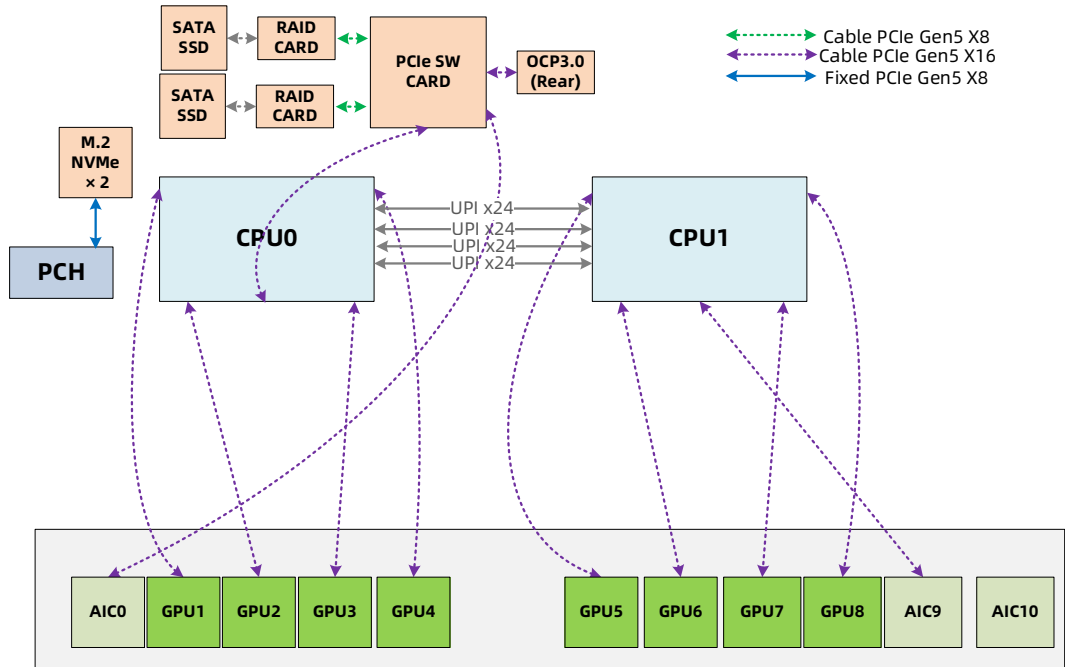 SATA
SSD
RAID
CARD
PCIe SW
CARD
OCP3.0
(Rear)
Cable PCIe Gen5 X8
Cable PCIe Gen5 X16
Fixed PCIe Gen5 X8
SATA
SSD
RAID
CARD
M.2
NVMe
× 2
PCH
CPU0
UPI x24
UPI x24
UPI x24
UPI x24
CPU1
AIC0
GPU1
GPU2
GPU3
GPU4
GPU5
GPU6
GPU7
GPU8
AIC9
AIC10